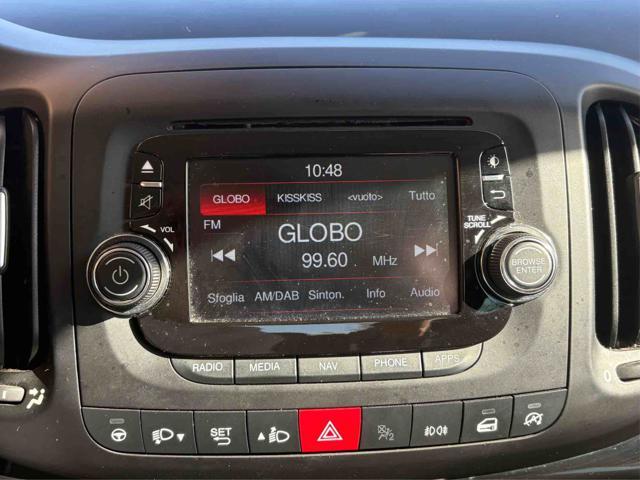 10:48
GLOBO KISSKISS <vuoto> Tutto
FM
GLOBO
99.60 MHz
Sfoglia AM/DAB Sinton. Info Audio
VOL
TUNE
SCROLL
BROWSE
ENTER
RADIO MEDIA NAV PHONE APPS
SET
0